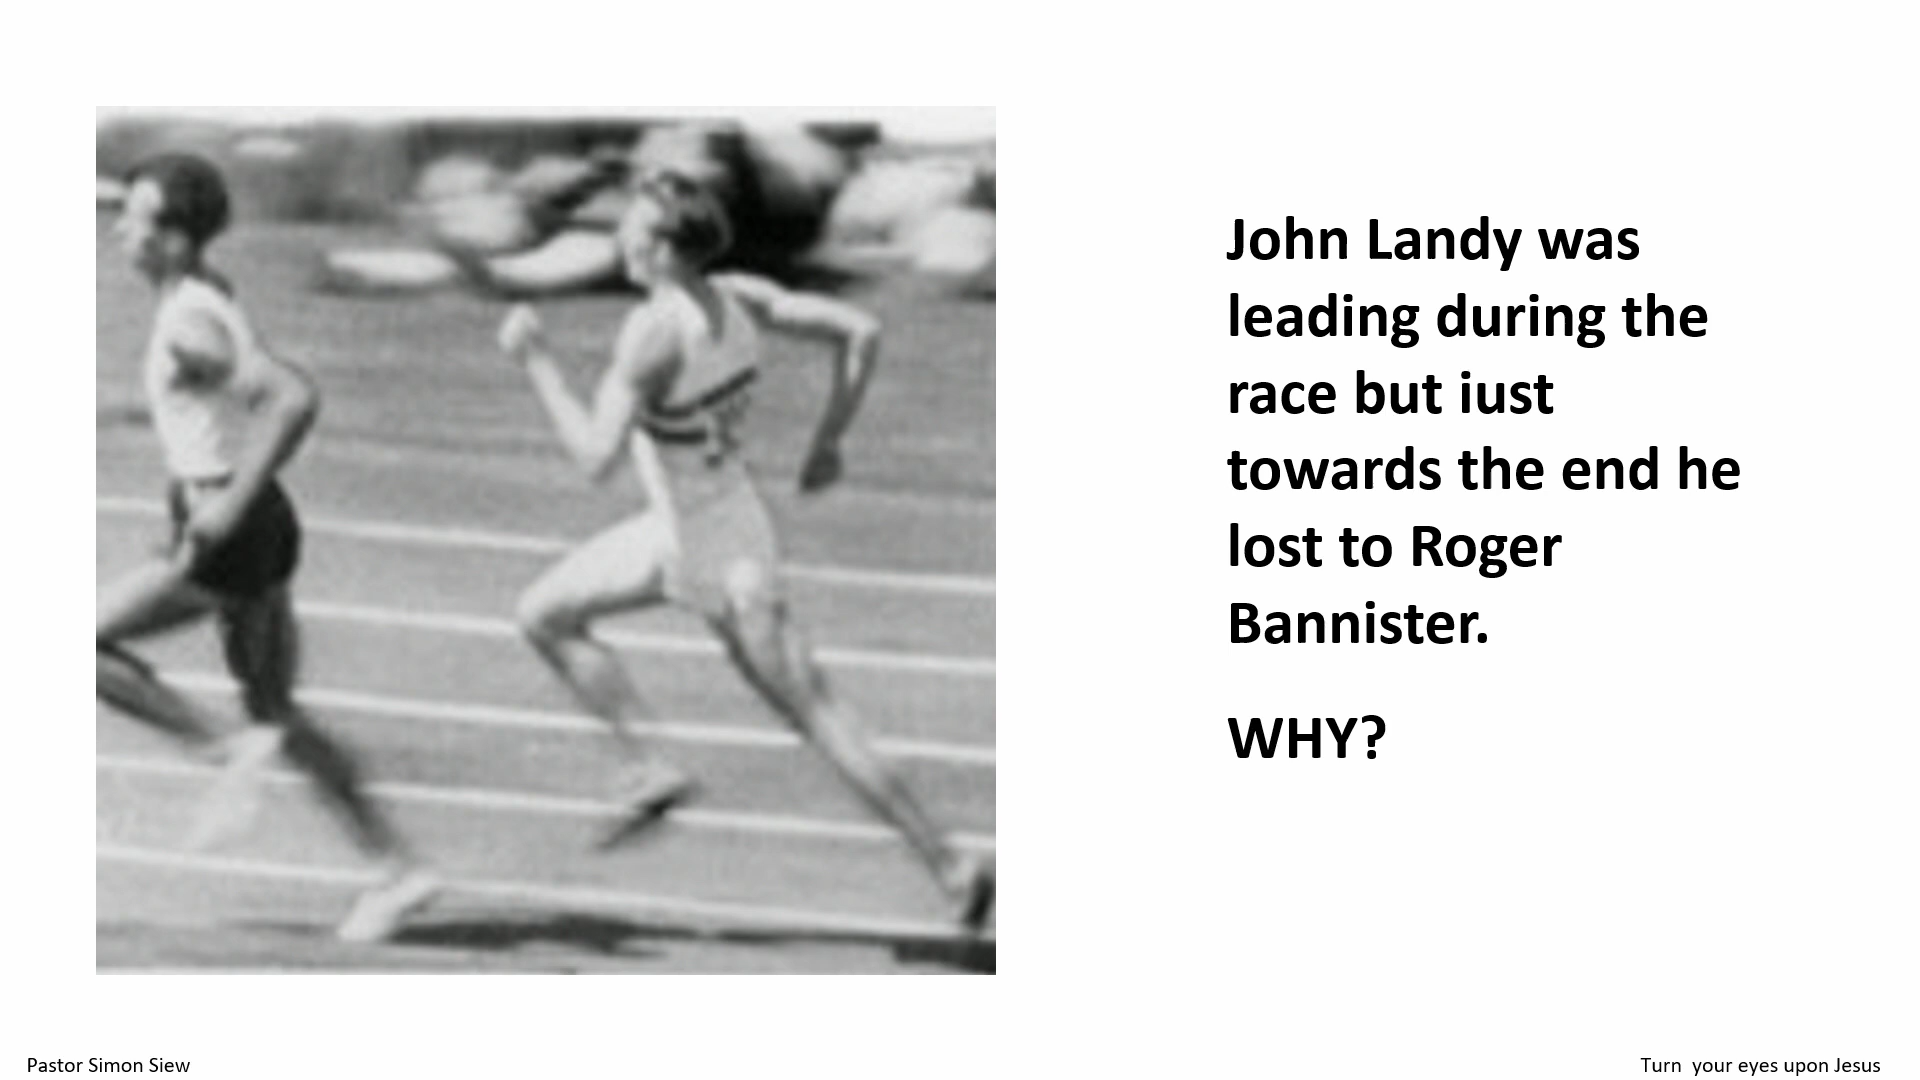 John Landy was
leading during the
race but iust
towards the end he
lost to Roger
Bannister.
WHY?
Pastor Simon Siew
Turn  your eyes upon Jesus